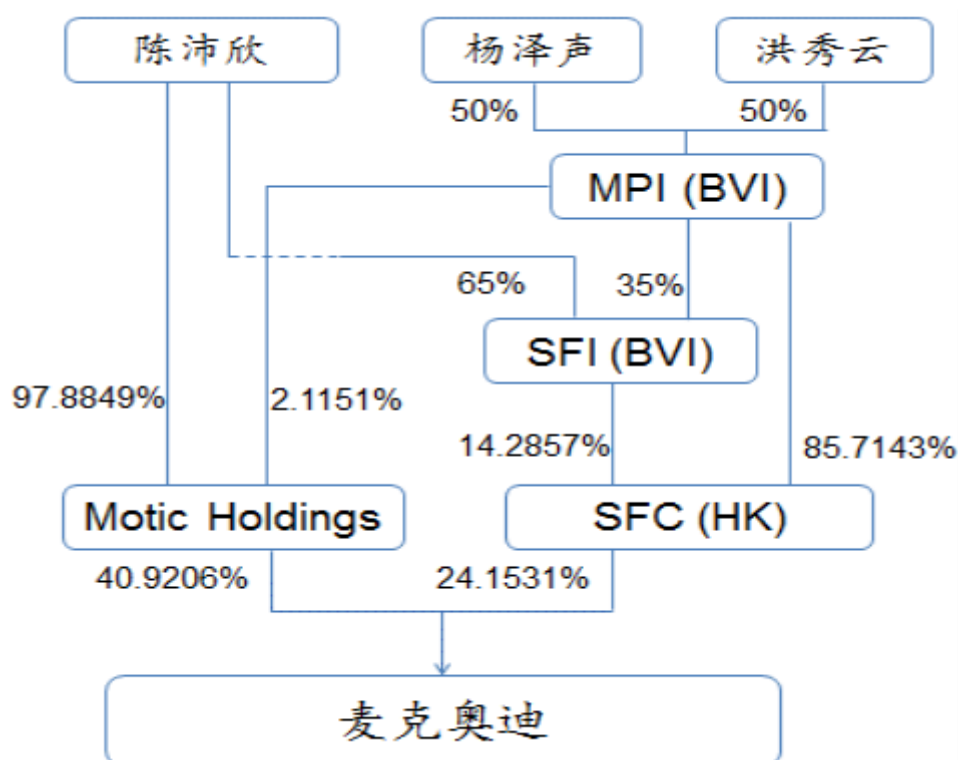 陈沛欣
杨泽声
洪秀云
50%
50%
MPI (BVI)
65%
35%
SFI (BVI)
97.8849%
2.1151%
14.2857%
85.7143%
Motic Holdings
SFC (HK)
40.9206%
24.1531%
麦克奥迪